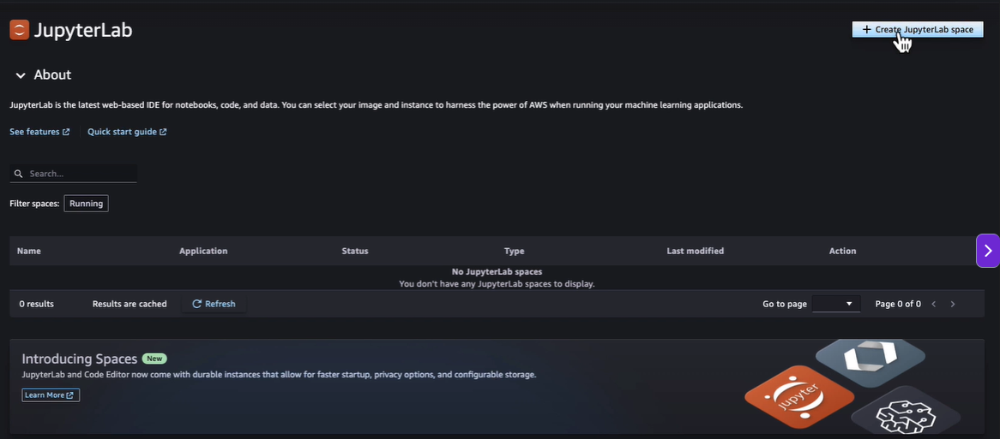 JupyterLab
+ Create JupyterLab space
About
JupyterLab is the latest web-based IDE for notebooks, code, and data. You can select your image and instance to harness the power of AWS when running your machine learning applications.
See features Quick start guide
Search...
Filter spaces: Running
Name Application Status Type Last modified Action
No JupyterLab spaces
You don't have any JupyterLab spaces to display.
0 results Results are cached Refresh Go to page Page 0 of 0
Introducing Spaces New
JupyterLab and Code Editor now come with durable instances that allow for faster startup, privacy options, and configurable storage.
Learn More
Jupyter